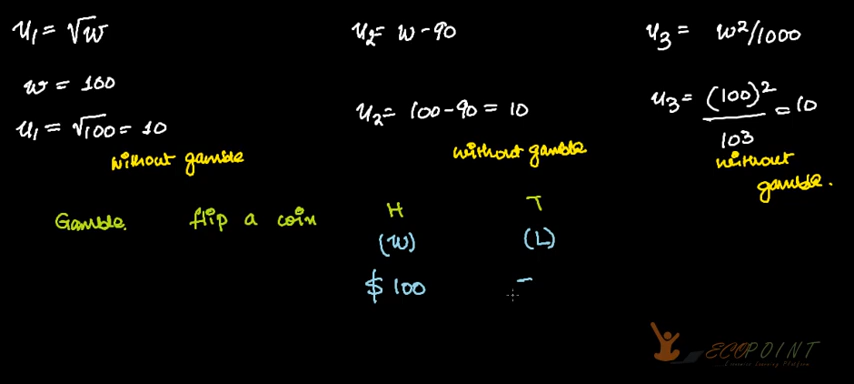 u₁ = √w
u₂ = w - 90
u₃ = w²/1000
w = 100
u₁ = √100 = 10
u₂ = 100 - 90 = 10
u₃ = (100)²/10³ = 10
without gamble
without gamble
without gamble.
Gamble. flip a coin H T
(W) (L)
$ 100 -
ECOPOINT